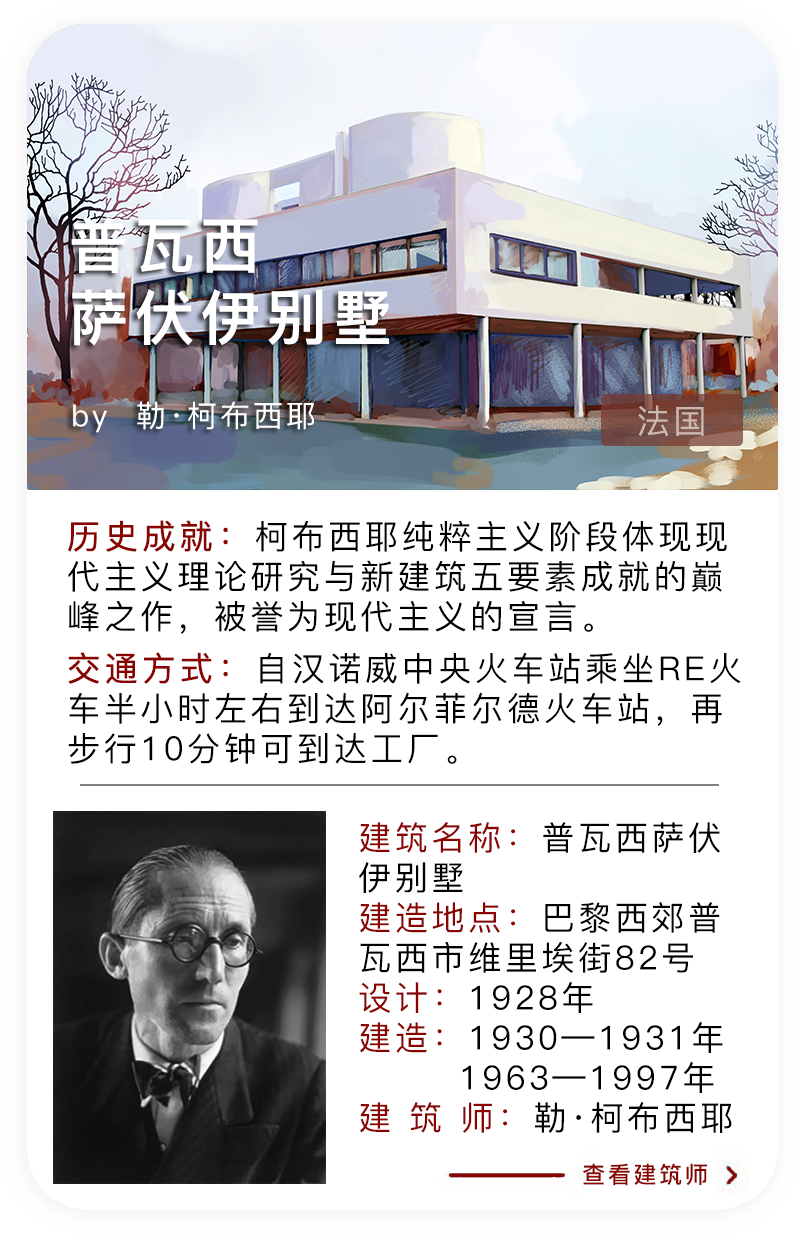 普瓦西
萨伏伊别墅
by 勒·柯布西耶
法国
历史成就：柯布西耶纯粹主义阶段体现现
代主义理论研究与新建筑五要素成就的巅
峰之作，被誉为现代主义的宣言。
交通方式：自汉诺威中央火车站乘坐RE火
车半小时左右到达阿尔菲尔德火车站，再
步行10分钟可到达工厂。
建筑名称：普瓦西萨伏
伊别墅
建造地点：巴黎西郊普
瓦西市维里埃街82号
设计：1928年
建造：1930—1931年
1963—1997年
建 筑 师：勒·柯布西耶
查看建筑师 >